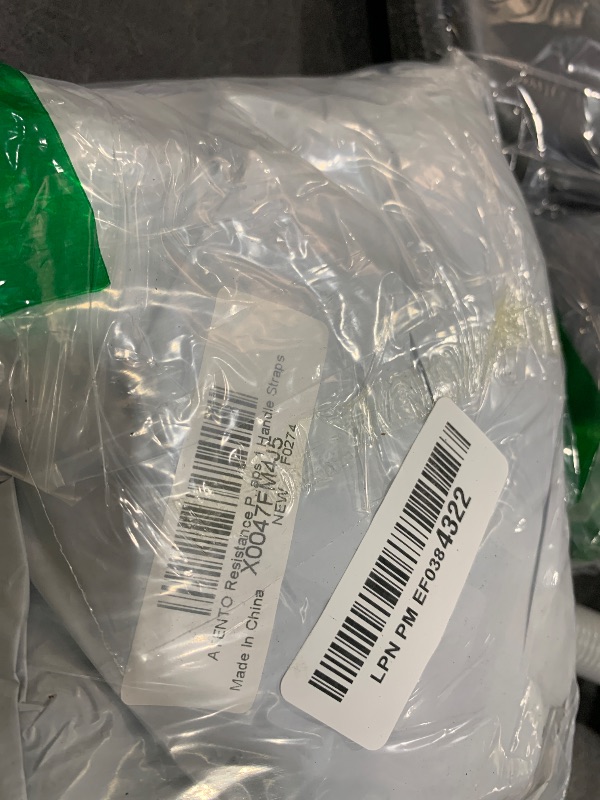 X0047FM4J5
Resistance Handle Straps
NEW F0274
Made In China
LPN PM EF0384322